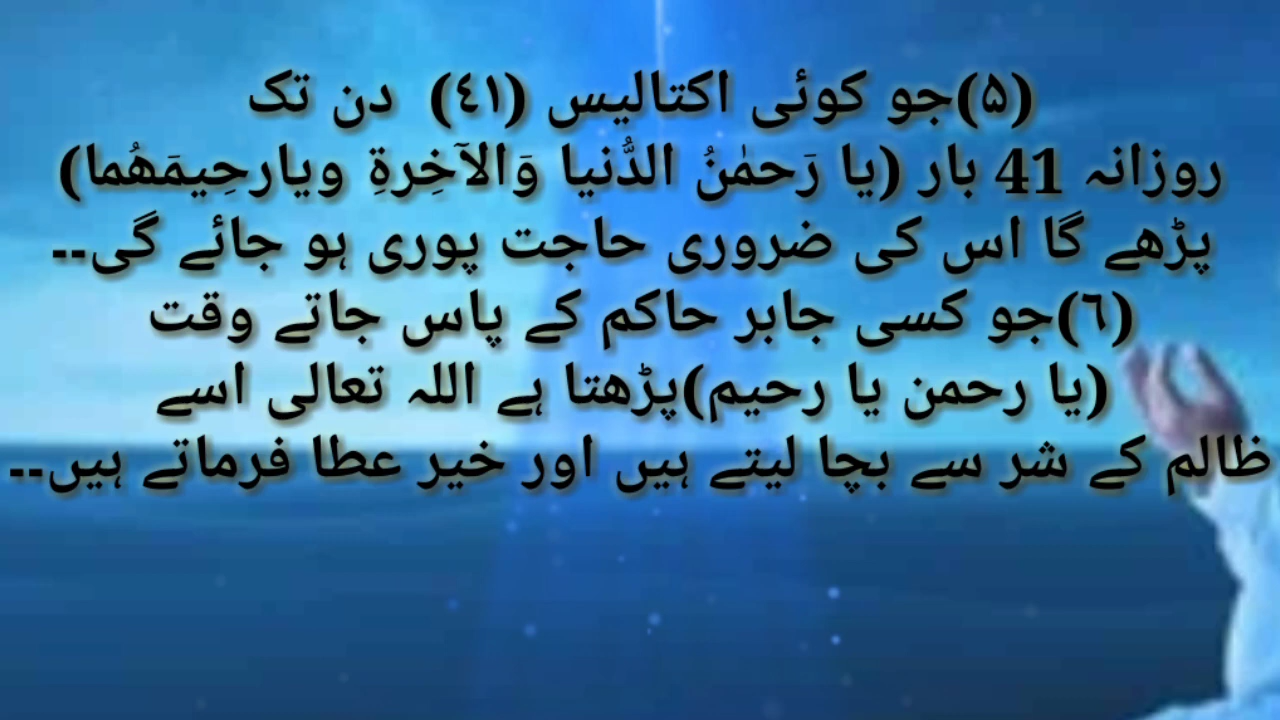 (۵)جو کوئی اکتالیس (٤١) دن تک
روزانہ 41 بار (یا رَحمٰنُ الدُّنیا وَالآخِرةِ ویارحِیمَھُما)
پڑھے گا اس کی ضروری حاجت پوری ہو جائے گی--
(٦)جو کسی جابر حاکم کے پاس جاتے وقت
(یا رحمن یا رحیم)پڑھتا ہے اللہ تعالی اسے
ظالم کے شر سے بچا لیتے ہیں اور خیر عطا فرماتے ہیں--